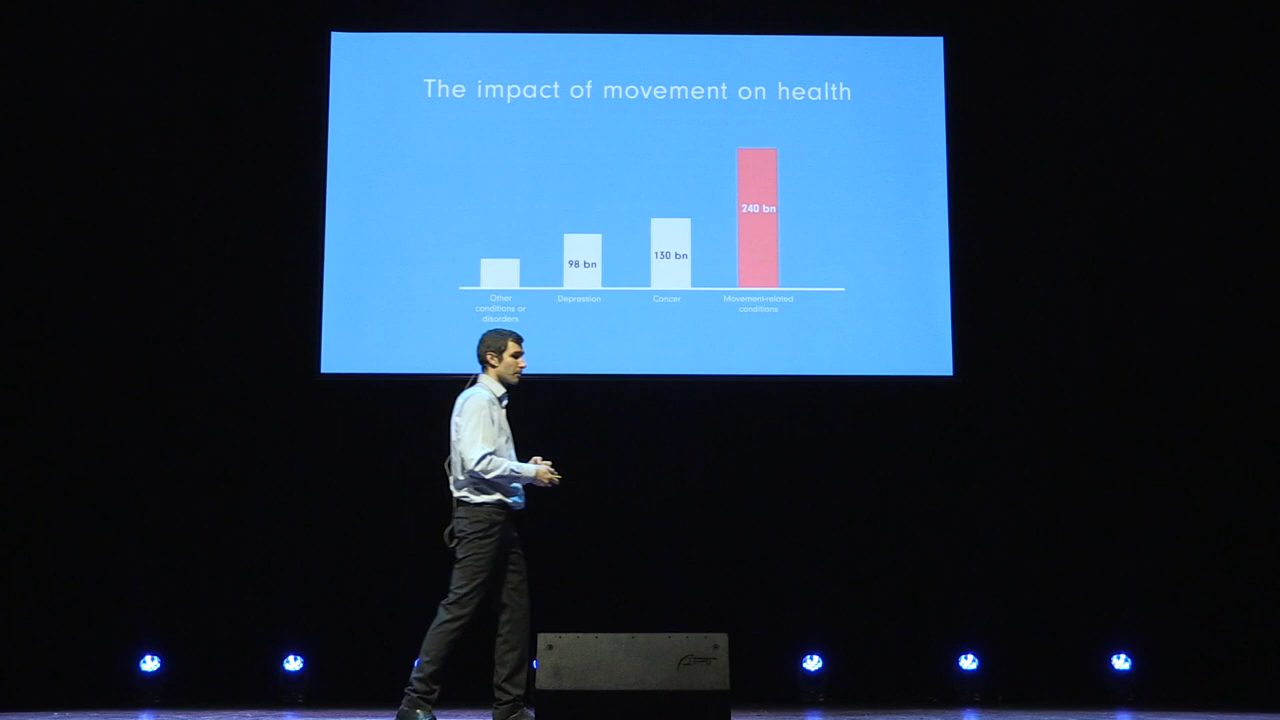 The impact of movement on health
240 bn
98 bn
130 bn
Other
conditions or
disorders
Depression
Cancer
Movement-related
conditions
APT